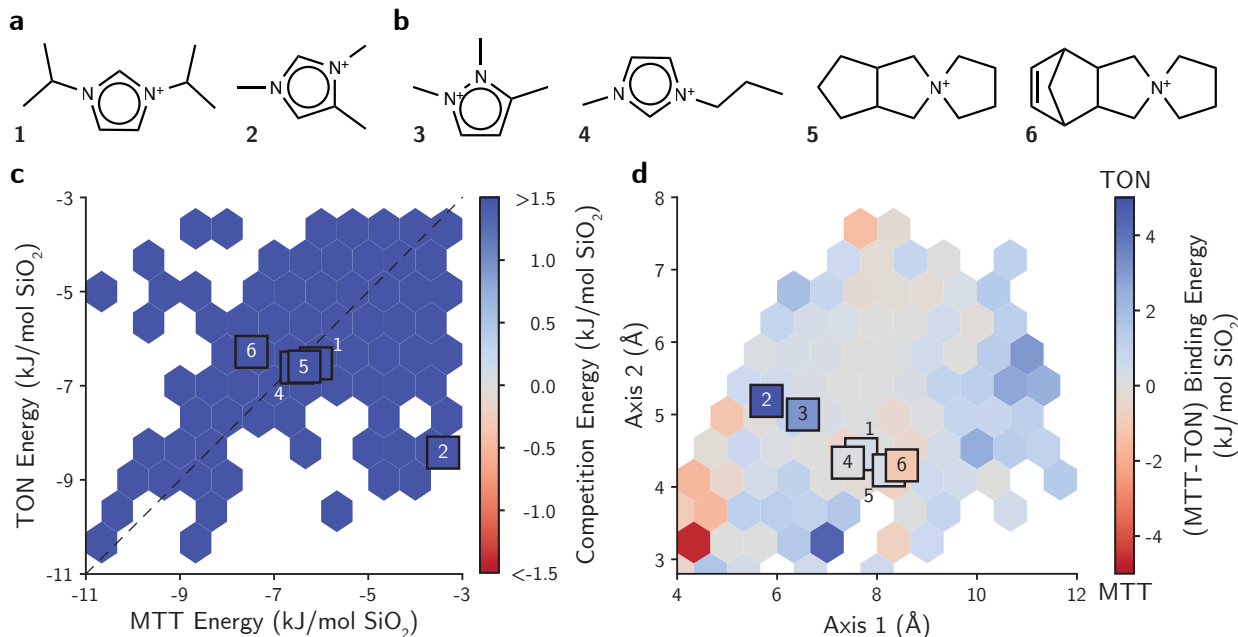 a
b
N
N+
1
N
N+
2
N+
N
3
N
N+
4
N+
5
N+
6
c
d
-3
-5
-7
-9
-11
TON Energy (kJ/mol SiO2)
-11
-9
-7
-5
-3
MTT Energy (kJ/mol SiO2)
6
5
1
4
2
>1.5
1.0
0.5
0.0
-0.5
-1.0
<-1.5
Competition Energy (kJ/mol SiO2)
8
7
6
5
4
3
Axis 2 (Å)
4
6
8
10
12
Axis 1 (Å)
2
3
1
4
6
5
TON
4
2
0
-2
-4
MTT
(MTT-TON) Binding Energy
(kJ/mol SiO2)